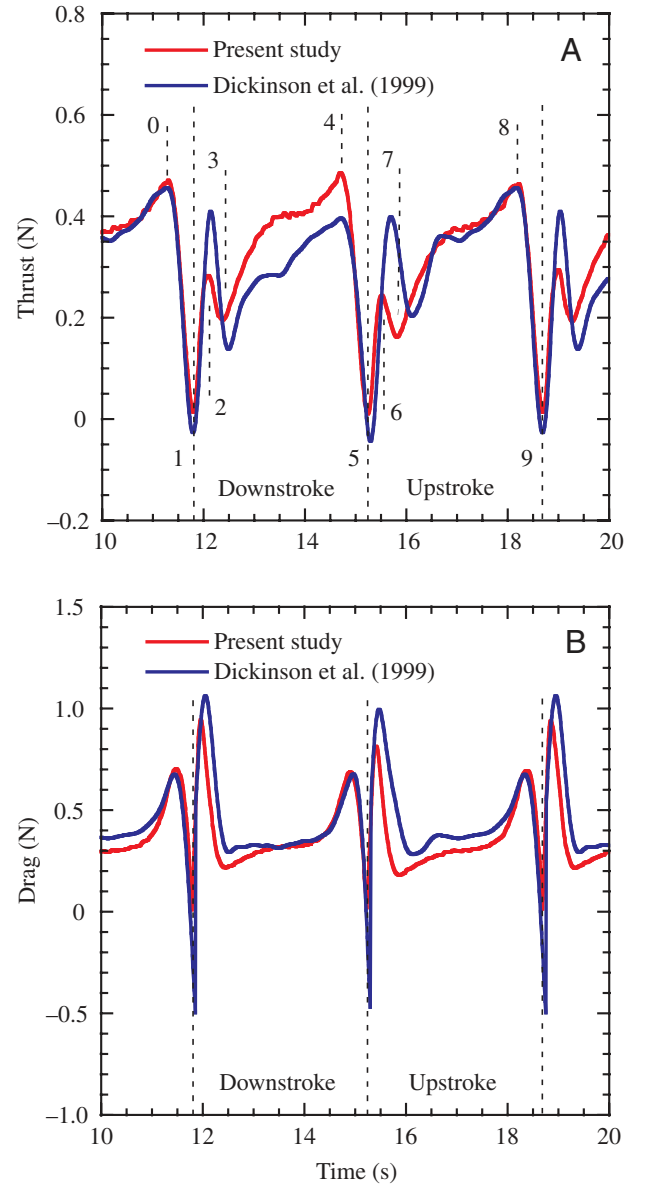 A
Present study
Dickinson et al. (1999)
Thrust (N)
0.8
0.6
0.4
0.2
0
–0.2
0
3
4
7
8
2
6
1
5
9
Downstroke
Upstroke
10
12
14
16
18
20
B
Present study
Dickinson et al. (1999)
Drag (N)
1.5
1.0
0.5
0
–0.5
–1.0
Downstroke
Upstroke
10
12
14
16
18
20
Time (s)